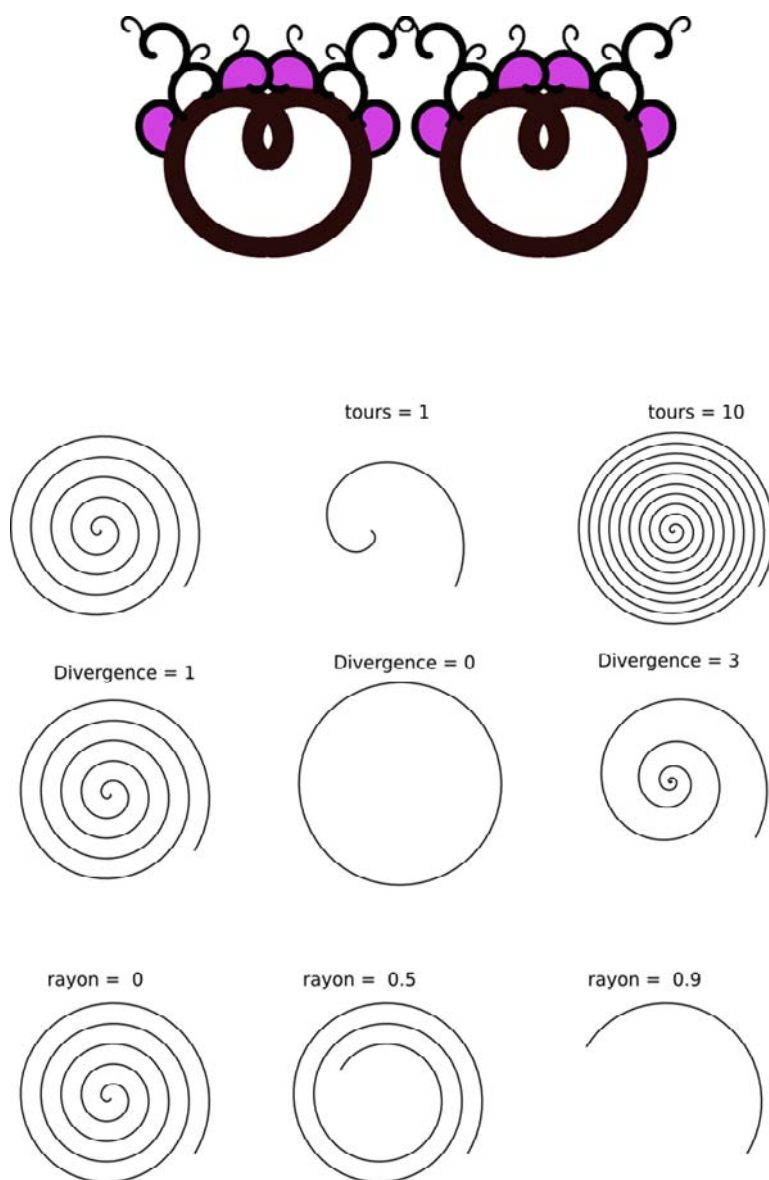 tours = 1
tours = 10
Divergence = 1
Divergence = 0
Divergence = 3
rayon =  0
rayon =  0.5
rayon =  0.9